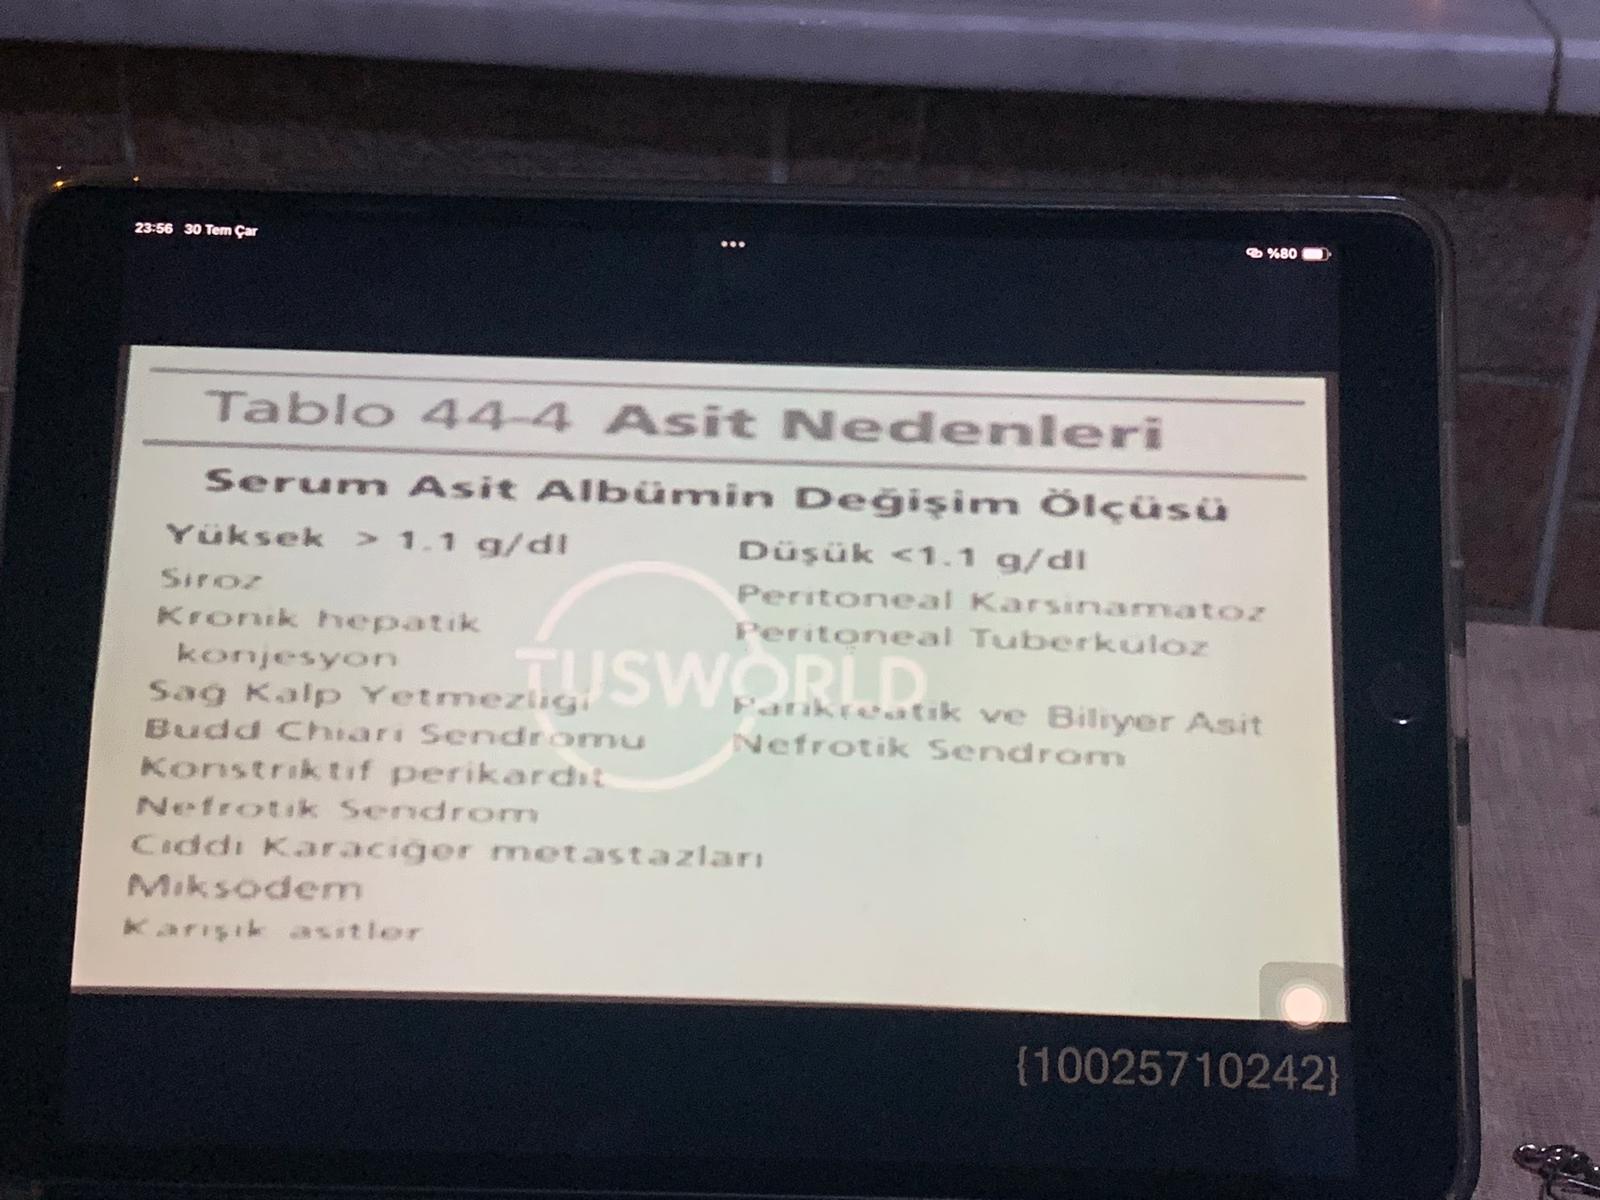 23:56 30 Tem Çar
%80
Tablo 44-4 Asit Nedenleri
Serum Asit Albümin Değişim Ölçüsü
Yüksek > 1.1 g/dl
Siroz
Kronik hepatik
konjesyon
Sağ Kalp Yetmezliği
Budd Chiari Sendromu
Konstriktif perikardit
Nefrotik Sendrom
Ciddi Karaciğer metastazları
Miksödem
Karışık asitler
Düşük <1.1 g/dl
Peritoneal Karsinamatoz
Peritoneal Tuberküloz
Pankreatik ve Biliyer Asit
Nefrotik Sendrom
TUSWORLD
{10025710242}